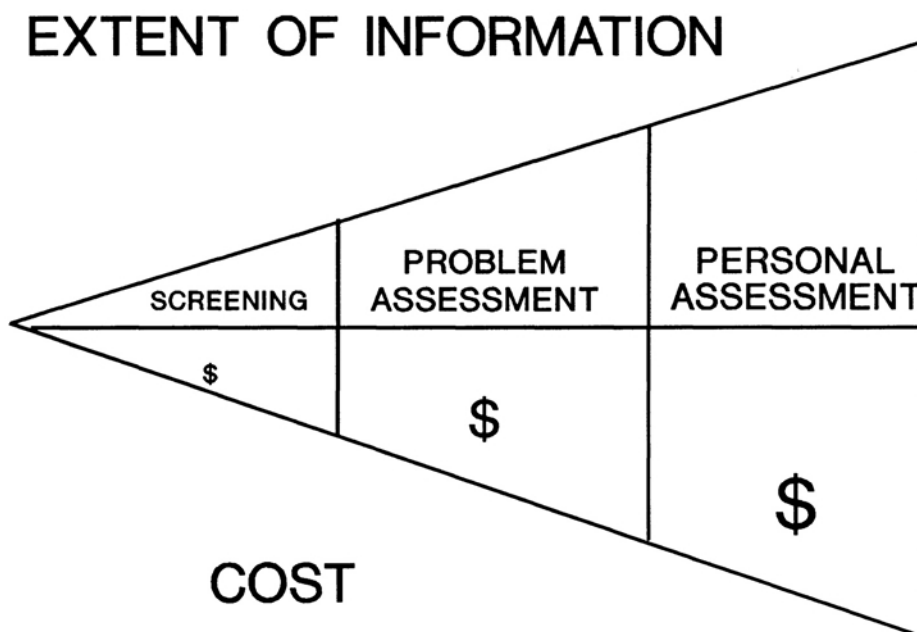 EXTENT OF INFORMATION
SCREENING
PROBLEM
ASSESSMENT
PERSONAL
ASSESSMENT
$
$
$
COST